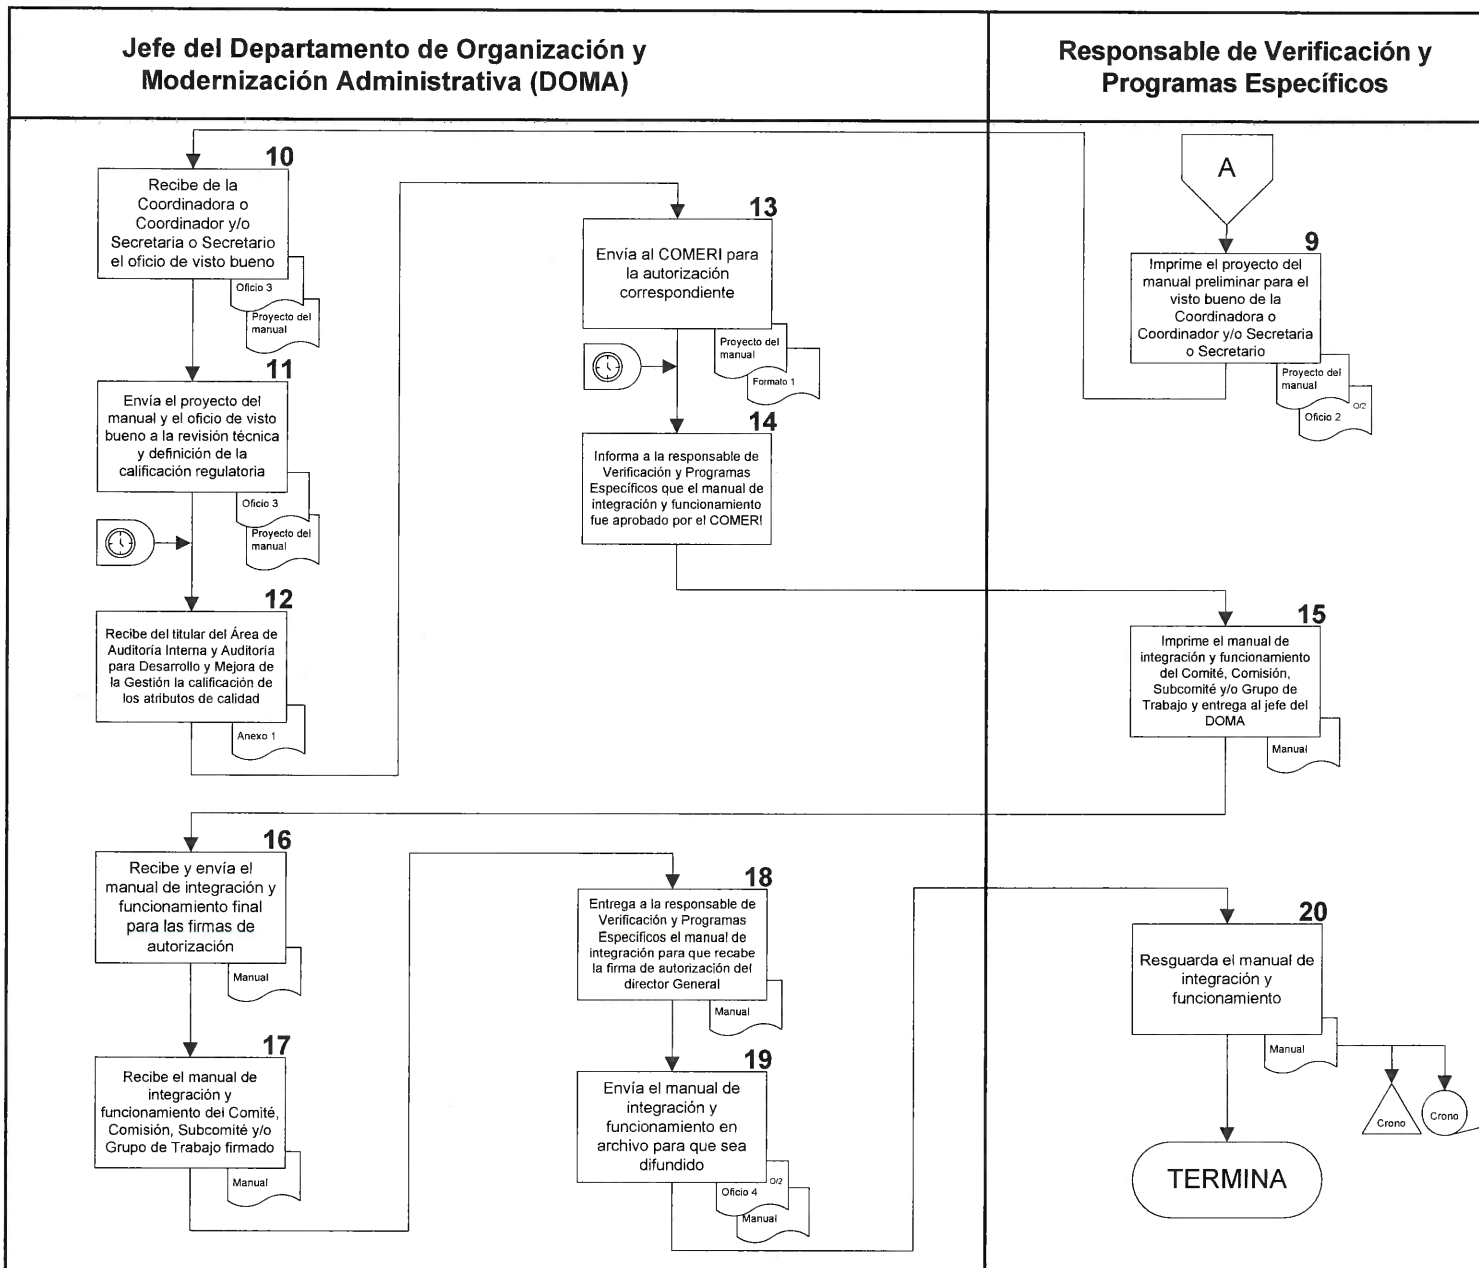 Jefe del Departamento de Organización y
Modernización Administrativa (DOMA)
Responsable de Verificación y
Programas Específicos
A
9
Imprime el proyecto del
manual preliminar para el
visto bueno de la
Coordinadora o
Coordinador y/o Secretaria
o Secretario
Proyecto del
manual
O/2
Oficio 2
10
Recibe de la
Coordinadora o
Coordinador y/o
Secretaria o Secretario
el oficio de visto bueno
Oficio 3
Proyecto del
manual
11
Envía el proyecto del
manual y el oficio de visto
bueno a la revisión técnica
y definición de la
calificación regulatoria
Oficio 3
Proyecto del
manual
12
Recibe del titular del Área de
Auditoría Interna y Auditoría
para Desarrollo y Mejora de
la Gestión la calificación de
los atributos de calidad
Anexo 1
13
Envía al COMERI para
la autorización
correspondiente
Proyecto del
manual
Formato 1
14
Informa a la responsable de
Verificación y Programas
Específicos que el manual de
integración y funcionamiento
fue aprobado por el COMERI
15
Imprime el manual de
integración y funcionamiento
del Comité, Comisión,
Subcomité y/o Grupo de
Trabajo y entrega al jefe del
DOMA
Manual
16
Recibe y envía el
manual de integración y
funcionamiento final
para las firmas de
autorización
Manual
17
Recibe el manual de
integración y
funcionamiento del Comité,
Comisión, Subcomité y/o
Grupo de Trabajo firmado
Manual
18
Entrega a la responsable de
Verificación y Programas
Específicos el manual de
integración para que recabe
la firma de autorización del
director General
Manual
19
Envía el manual de
integración y
funcionamiento en
archivo para que sea
difundido
O/2
Oficio 4
Manual
20
Resguarda el manual de
integración y
funcionamiento
Manual
Crono
Crono
TERMINA